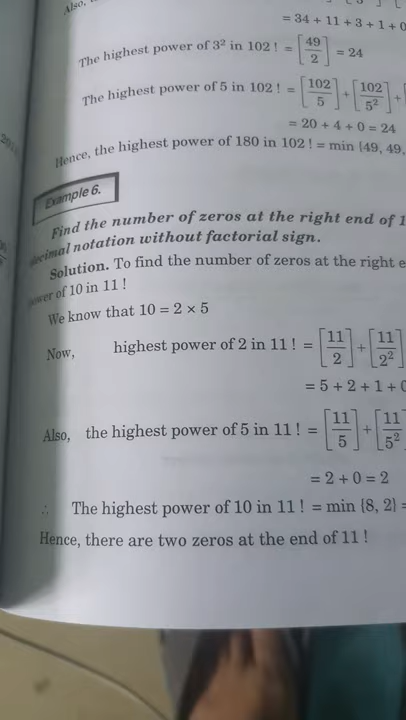 Also,
= 34 + 11 + 3 + 1 + 0
The highest power of 3² in 102 ! = [49/2] = 24
The highest power of 5 in 102 ! = [102/5] + [102/5²] +
= 20 + 4 + 0 = 24
Hence, the highest power of 180 in 102 ! = min {49, 49,
Example 6.
Find the number of zeros at the right end of 1
decimal notation without factorial sign.
Solution. To find the number of zeros at the right e
power of 10 in 11 !
We know that 10 = 2 × 5
Now, highest power of 2 in 11 ! = [11/2] + [11/2²]
= 5 + 2 + 1 + 0
Also, the highest power of 5 in 11 ! = [11/5] + [11/5²]
= 2 + 0 = 2
∴ The highest power of 10 in 11 ! = min {8, 2} =
Hence, there are two zeros at the end of 11 !